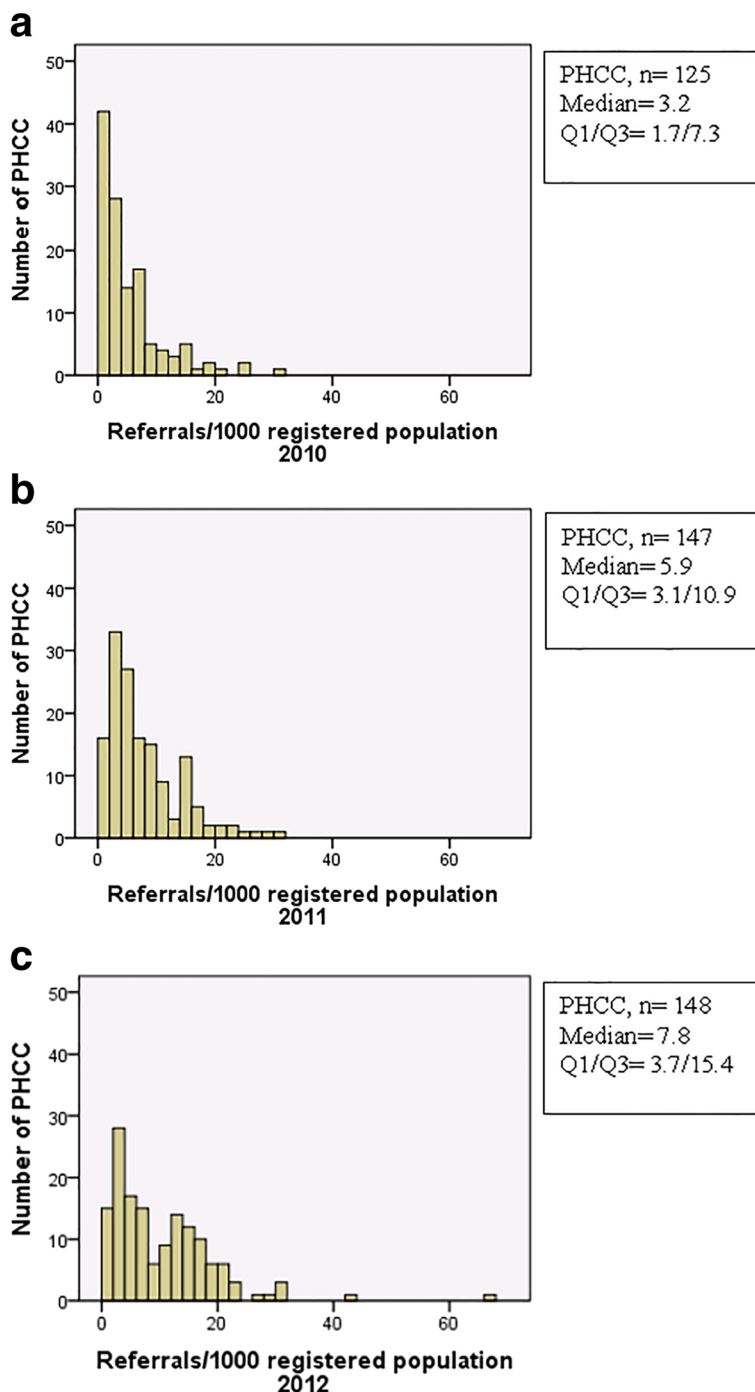 a
50
40
30
20
10
0
Number of PHCC
0 20 40 60
Referrals/1000 registered population
2010
PHCC, n= 125
Median= 3.2
Q1/Q3= 1.7/7.3
b
50
40
30
20
10
0
Number of PHCC
0 20 40 60
Referrals/1000 registered population
2011
PHCC, n= 147
Median= 5.9
Q1/Q3= 3.1/10.9
c
50
40
30
20
10
0
Number of PHCC
0 20 40 60
Referrals/1000 registered population
2012
PHCC, n= 148
Median= 7.8
Q1/Q3= 3.7/15.4